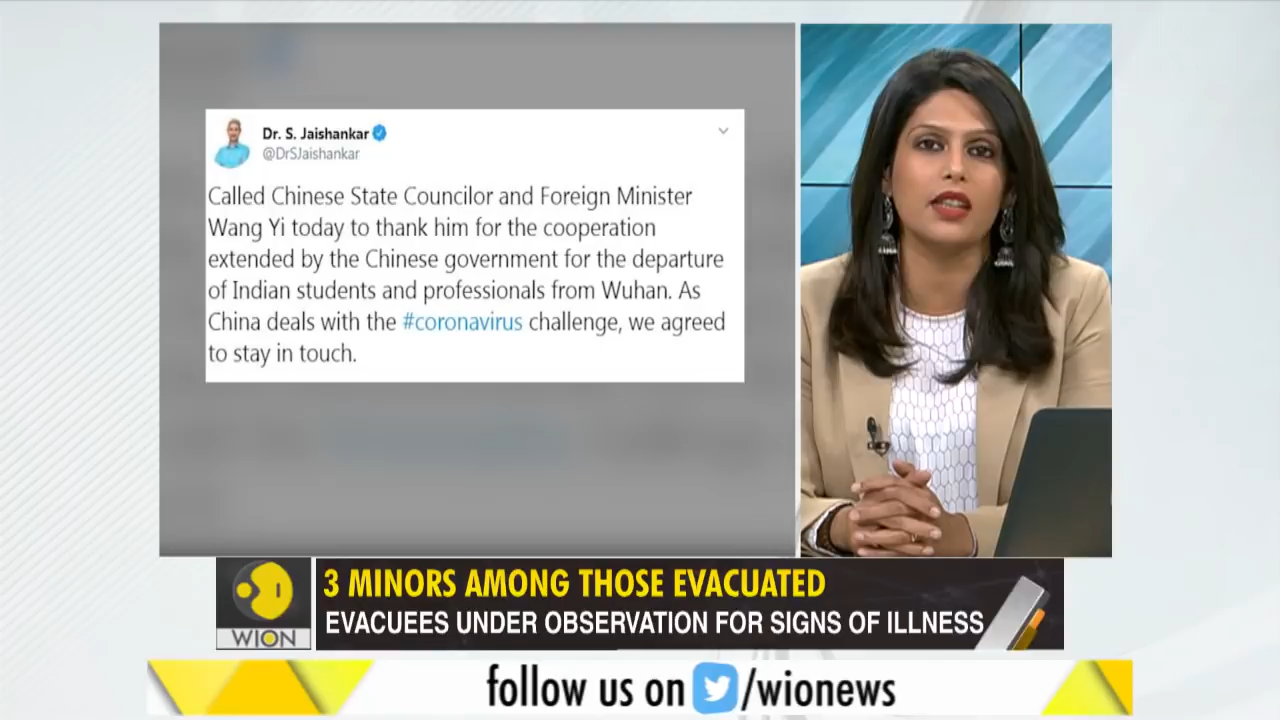 Dr. S. Jaishankar
@DrSJaishankar
Called Chinese State Councilor and Foreign Minister
Wang Yi today to thank him for the cooperation
extended by the Chinese government for the departure
of Indian students and professionals from Wuhan. As
China deals with the #coronavirus challenge, we agreed
to stay in touch.
3 MINORS AMONG THOSE EVACUATED
EVACUEES UNDER OBSERVATION FOR SIGNS OF ILLNESS
WION
follow us on /wionews